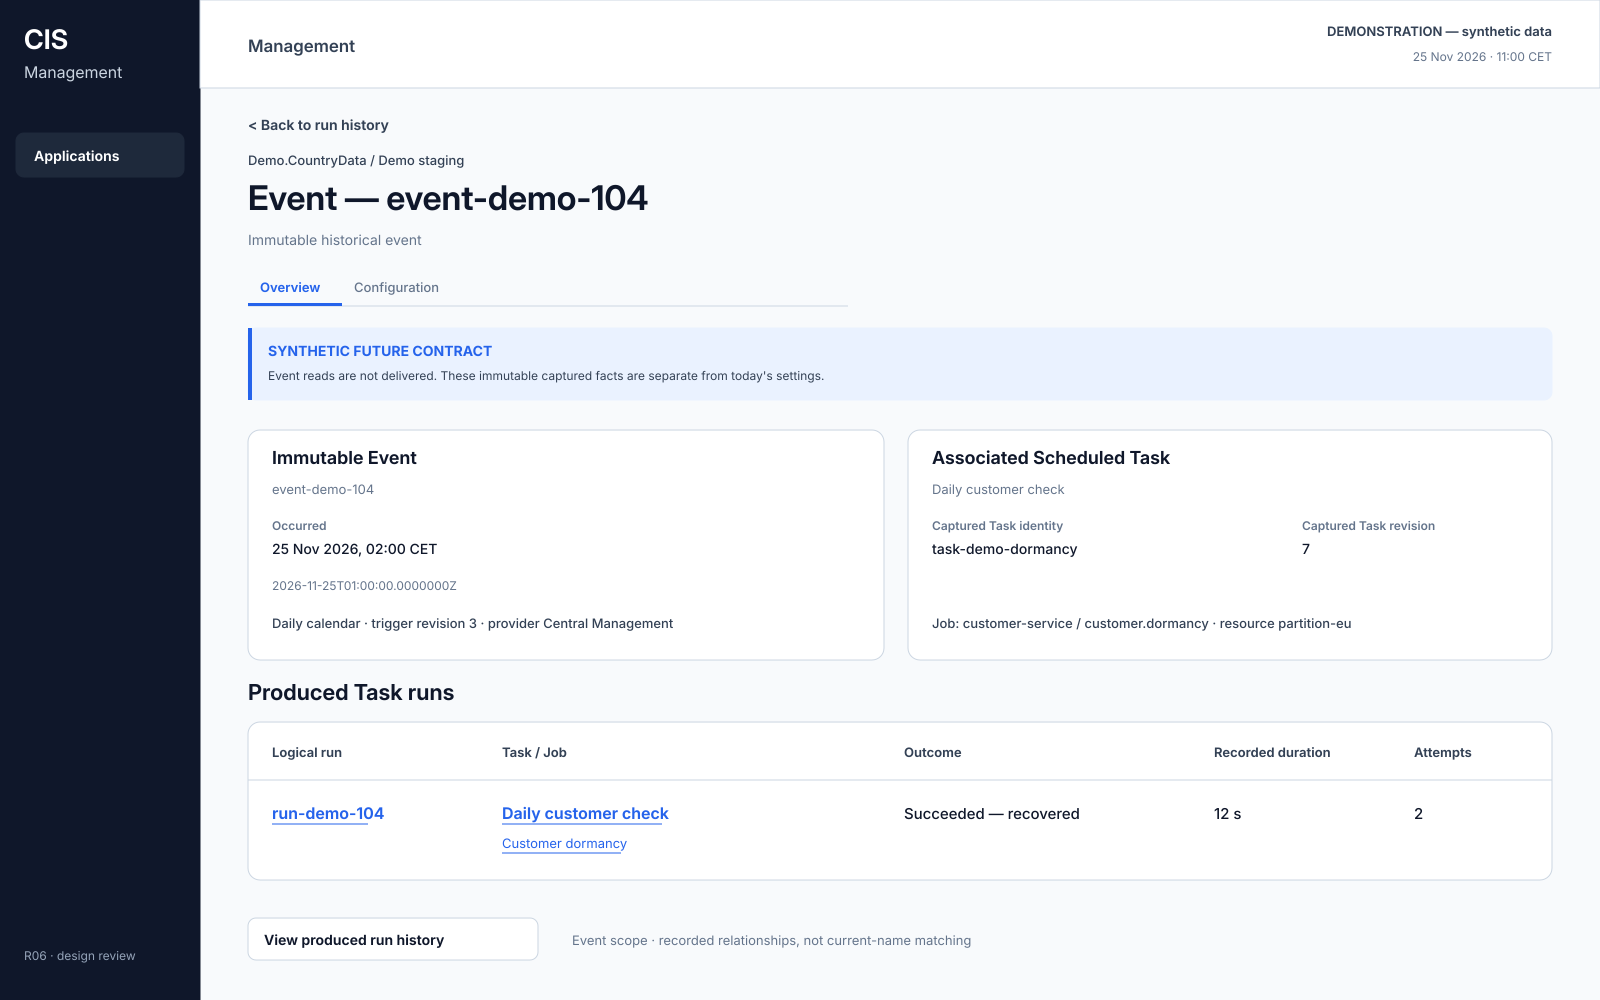 CIS
Management
Applications
R06 · design review
Management
DEMONSTRATION — synthetic data
25 Nov 2026 · 11:00 CET
< Back to run history
Demo.CountryData / Demo staging
Event — event-demo-104
Immutable historical event
Overview
Configuration
SYNTHETIC FUTURE CONTRACT
Event reads are not delivered. These immutable captured facts are separate from today's settings.
Immutable Event
event-demo-104
Occurred
25 Nov 2026, 02:00 CET
2026-11-25T01:00:00.0000000Z
Daily calendar · trigger revision 3 · provider Central Management
Associated Scheduled Task
Daily customer check
Captured Task identity
Captured Task revision
task-demo-dormancy
7
Job: customer-service / customer.dormancy · resource partition-eu
Produced Task runs
Logical run
Task / Job
Outcome
Recorded duration
Attempts
run-demo-104
Daily customer check
Customer dormancy
Succeeded — recovered
12 s
2
View produced run history
Event scope · recorded relationships, not current-name matching